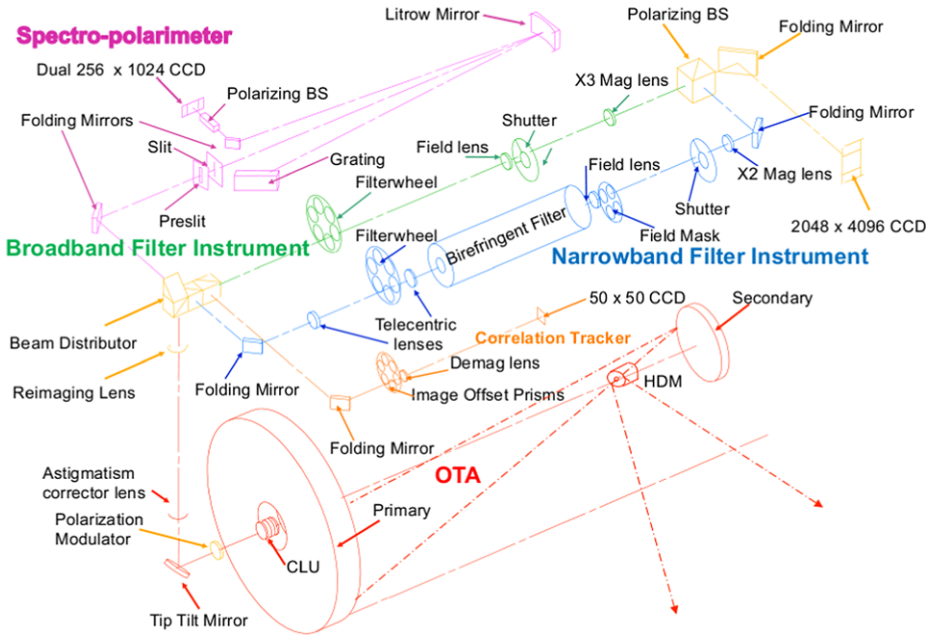 Litrow Mirror
Polarizing BS
Folding Mirror
Spectro-polarimeter
Dual 256 x 1024 CCD
Polarizing BS
X3 Mag lens
Folding Mirrors
Shutter
Folding Mirror
Slit
Field lens
Field lens
Grating
X2 Mag lens
Filterwheel
Preslit
Shutter
2048 x 4096 CCD
Filterwheel
Birefringent Filter
Field Mask
Broadband Filter Instrument
Narrowband Filter Instrument
50 x 50 CCD
Secondary
Telecentric
lenses
Correlation Tracker
Beam Distributor
Demag lens
HDM
Reimaging Lens
Folding Mirror
Image Offset Prisms
Folding Mirror
OTA
Astigmatism
corrector lens
Primary
Polarization
Modulator
CLU
Tip Tilt Mirror